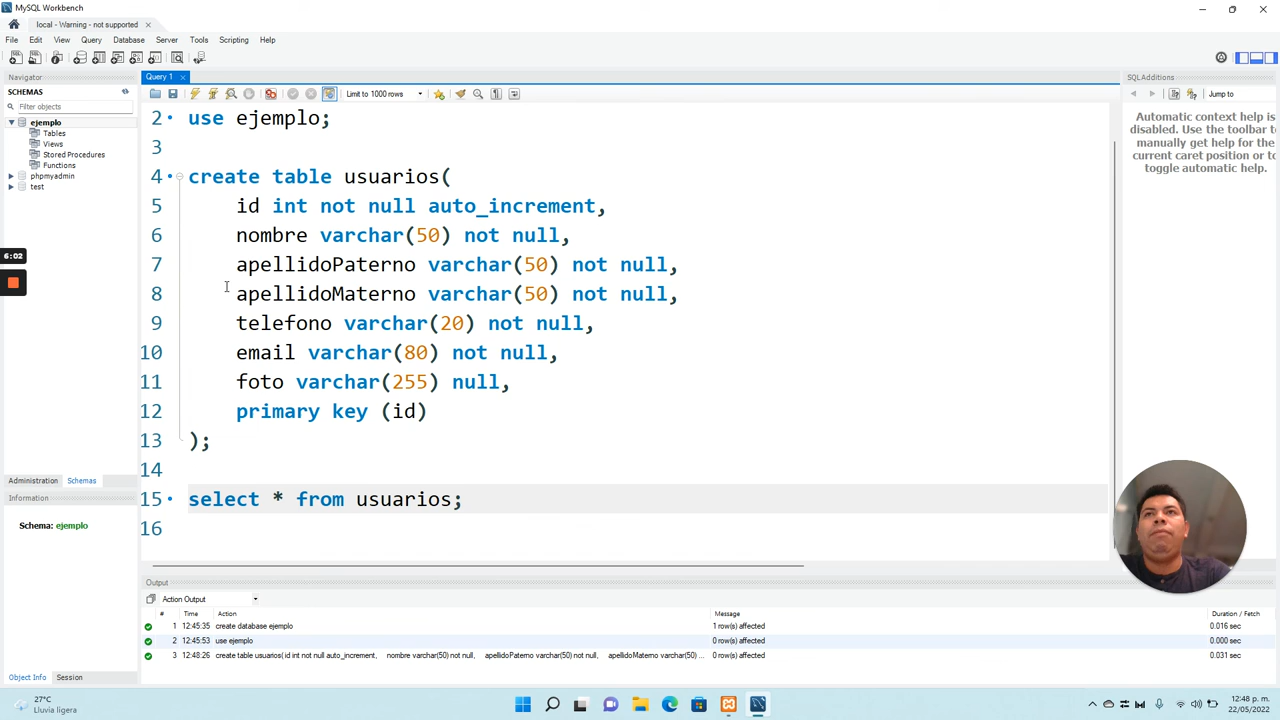 MySQL Workbench
local - Warning - not supported
File Edit View Query Database Server Tools Scripting Help
Navigator
SCHEMAS
Filter objects
ejemplo
Tables
Views
Stored Procedures
Functions
phpmyadmin
test
Administration Schemas
Information
Schema: ejemplo
Object Info Session
6:02
Query 1
Limit to 1000 rows
2 use ejemplo;
3
4 create table usuarios(
5 id int not null auto_increment,
6 nombre varchar(50) not null,
7 apellidoPaterno varchar(50) not null,
8 apellidoMaterno varchar(50) not null,
9 telefono varchar(20) not null,
10 email varchar(80) not null,
11 foto varchar(255) null,
12 primary key (id)
13 );
14
15 select * from usuarios;
16
SQLAdditions
Jump to
Automatic context help is
disabled. Use the toolbar to
manually get help for the
current caret position or to
toggle automatic help.
Output
Action Output
# Time Action Message Duration / Fetch
1 12:45:35 create database ejemplo 1 row(s) affected 0.016 sec
2 12:45:53 use ejemplo 0 row(s) affected 0.000 sec
3 12:48:26 create table usuarios( id int not null auto_increment, nombre varchar(50) not null, apellidoPaterno varchar(50) not null, apellidoMaterno varchar(50) ... 0 row(s) affected 0.031 sec
27°C
Lluvia ligera
12:48 p. m.
22/05/2022